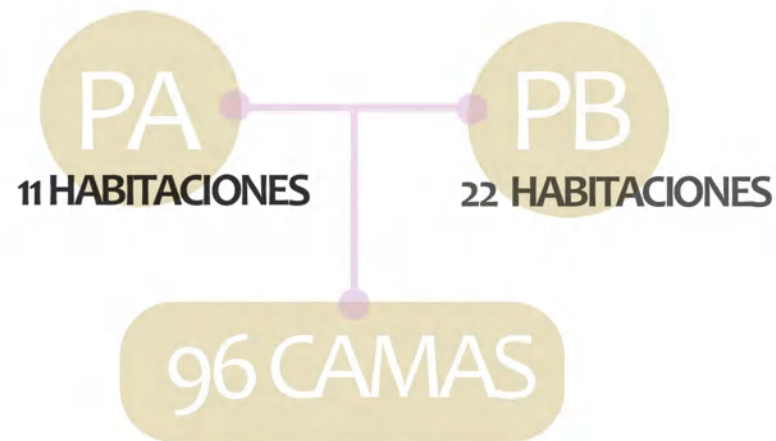 PA
PB
11 HABITACIONES
22 HABITACIONES
96 CAMAS